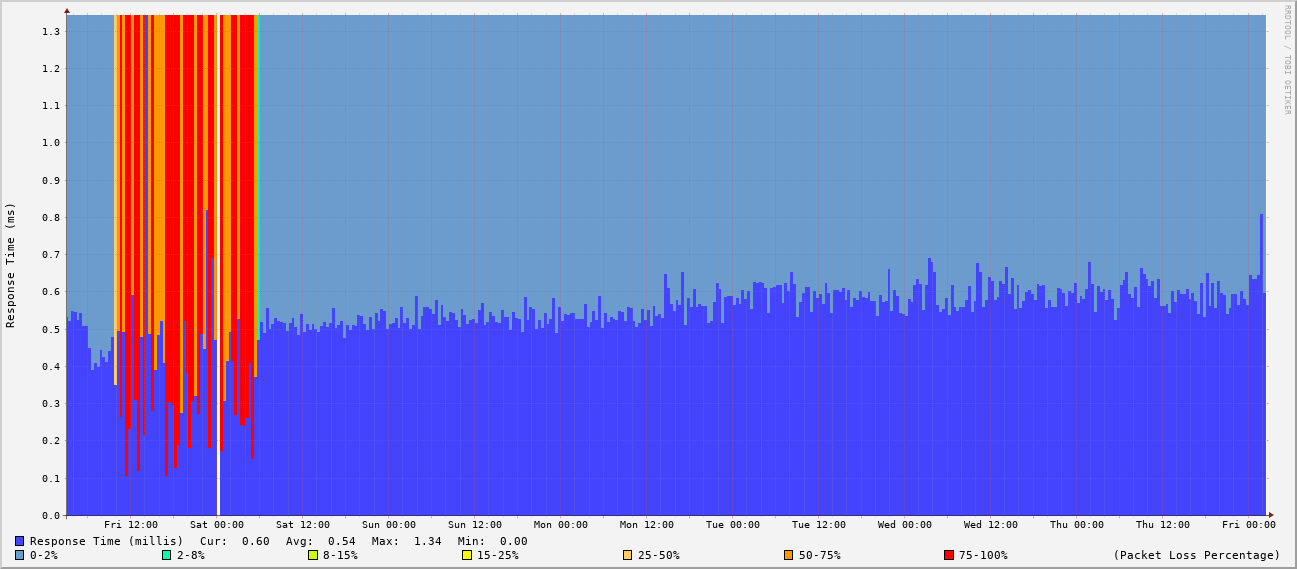 RRDTOOL / TOBI OETIKER
Response Time (ms)
1.3
1.2
1.1
1.0
0.9
0.8
0.7
0.6
0.5
0.4
0.3
0.2
0.1
0.0
Fri 12:00 Sat 00:00 Sat 12:00 Sun 00:00 Sun 12:00 Mon 00:00 Mon 12:00 Tue 00:00 Tue 12:00 Wed 00:00 Wed 12:00 Thu 00:00 Thu 12:00 Fri 00:00
Response Time (millis) Cur: 0.60 Avg: 0.54 Max: 1.34 Min: 0.00
0-2% 2-8% 8-15% 15-25% 25-50% 50-75% 75-100% (Packet Loss Percentage)